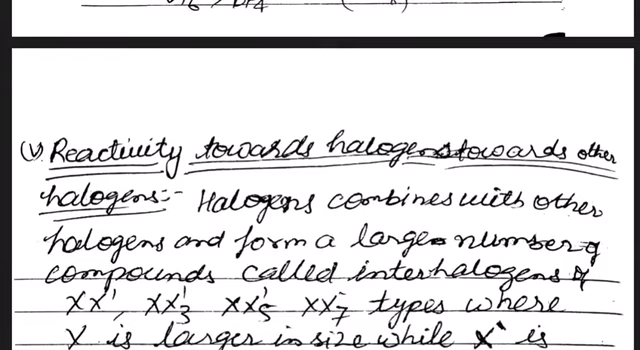 (V) Reactivity towards halogens towards other
halogens:- Halogens combines with other
halogens and form a large number of
compounds called interhalogens of
XX', XX'3 XX'5 XX'7 types where
X is larger in size while X' is